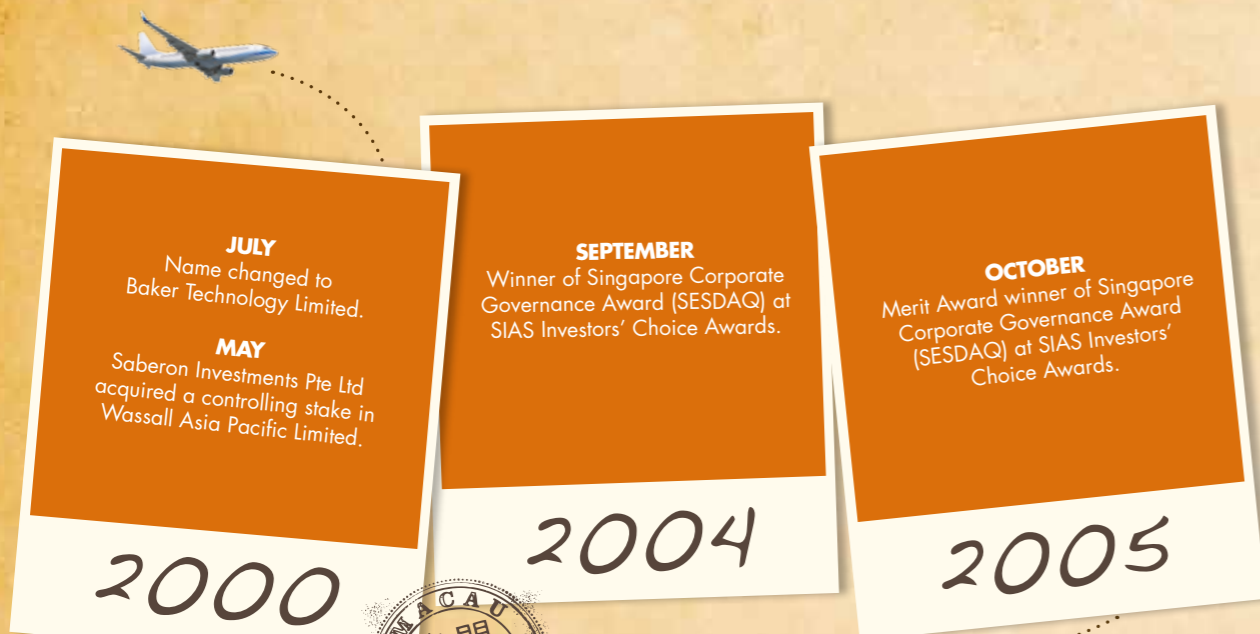 JULY
Name changed to
Baker Technology Limited.
MAY
Saberon Investments Pte Ltd
acquired a controlling stake in
Wassall Asia Pacific Limited.
2000
SEPTEMBER
Winner of Singapore Corporate
Governance Award (SESDAQ) at
SIAS Investors’ Choice Awards.
2004
OCTOBER
Merit Award winner of Singapore
Corporate Governance Award
(SESDAQ) at SIAS Investors’
Choice Awards.
2005
MACAU